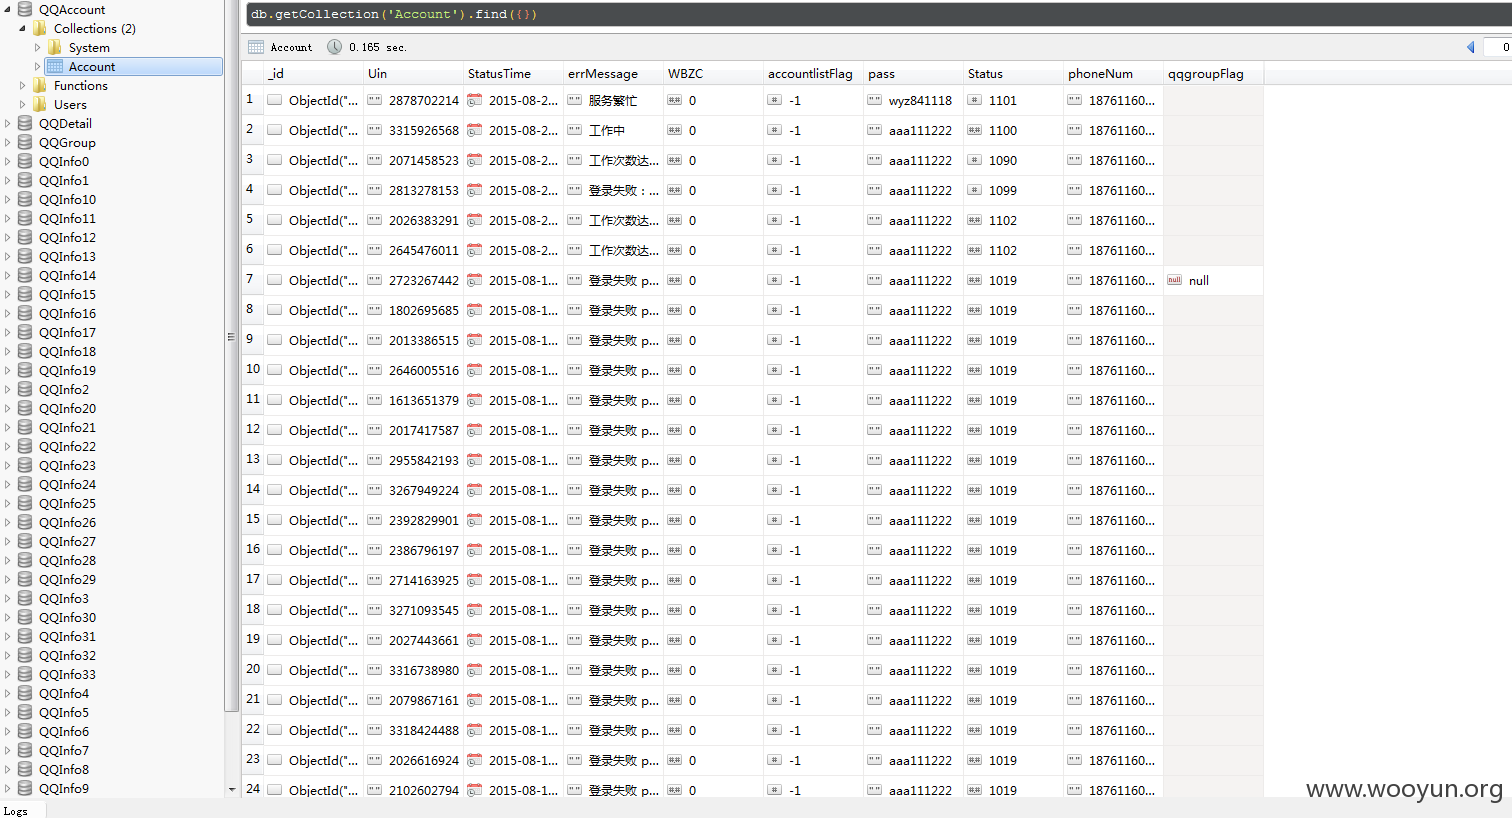 QQAccount
Collections (2)
System
Account
Functions
Users
QQDetail
QQGroup
QQInfo0
QQInfo1
QQInfo10
QQInfo11
QQInfo12
QQInfo13
QQInfo14
QQInfo15
QQInfo16
QQInfo17
QQInfo18
QQInfo19
QQInfo2
QQInfo20
QQInfo21
QQInfo22
QQInfo23
QQInfo24
QQInfo25
QQInfo26
QQInfo27
QQInfo28
QQInfo29
QQInfo3
QQInfo30
QQInfo31
QQInfo32
QQInfo33
QQInfo4
QQInfo5
QQInfo6
QQInfo7
QQInfo8
QQInfo9
Logs
db.getCollection('Account').find({})
Account 0.165 sec. 0
_id Uin StatusTime errMessage WBZC accountlistFlag pass Status phoneNum qqgroupFlag
1 ObjectId("... 2878702214 2015-08-2... 服务繁忙 0 -1 wyz841118 1101 18761160...
2 ObjectId("... 3315926568 2015-08-2... 工作中 0 -1 aaa111222 1100 18761160...
3 ObjectId("... 2071458523 2015-08-2... 工作次数达... 0 -1 aaa111222 1090 18761160...
4 ObjectId("... 2813278153 2015-08-2... 登录失败：... 0 -1 aaa111222 1099 18761160...
5 ObjectId("... 2026383291 2015-08-2... 工作次数达... 0 -1 aaa111222 1102 18761160...
6 ObjectId("... 2645476011 2015-08-2... 工作次数达... 0 -1 aaa111222 1102 18761160...
7 ObjectId("... 2723267442 2015-08-1... 登录失败 p... 0 -1 aaa111222 1019 18761160... null
8 ObjectId("... 1802695685 2015-08-1... 登录失败 p... 0 -1 aaa111222 1019 18761160...
9 ObjectId("... 2013386515 2015-08-1... 登录失败 p... 0 -1 aaa111222 1019 18761160...
10 ObjectId("... 2646005516 2015-08-1... 登录失败 p... 0 -1 aaa111222 1019 18761160...
11 ObjectId("... 1613651379 2015-08-1... 登录失败 p... 0 -1 aaa111222 1019 18761160...
12 ObjectId("... 2017417587 2015-08-1... 登录失败 p... 0 -1 aaa111222 1019 18761160...
13 ObjectId("... 2955842193 2015-08-1... 登录失败 p... 0 -1 aaa111222 1019 18761160...
14 ObjectId("... 3267949224 2015-08-1... 登录失败 p... 0 -1 aaa111222 1019 18761160...
15 ObjectId("... 2392829901 2015-08-1... 登录失败 p... 0 -1 aaa111222 1019 18761160...
16 ObjectId("... 2386796197 2015-08-1... 登录失败 p... 0 -1 aaa111222 1019 18761160...
17 ObjectId("... 2714163925 2015-08-1... 登录失败 p... 0 -1 aaa111222 1019 18761160...
18 ObjectId("... 3271093545 2015-08-1... 登录失败 p... 0 -1 aaa111222 1019 18761160...
19 ObjectId("... 2027443661 2015-08-1... 登录失败 p... 0 -1 aaa111222 1019 18761160...
20 ObjectId("... 3316738980 2015-08-1... 登录失败 p... 0 -1 aaa111222 1019 18761160...
21 ObjectId("... 2079867161 2015-08-1... 登录失败 p... 0 -1 aaa111222 1019 18761160...
22 ObjectId("... 3318424488 2015-08-1... 登录失败 p... 0 -1 aaa111222 1019 18761160...
23 ObjectId("... 2026616924 2015-08-1... 登录失败 p... 0 -1 aaa111222 1019 18761160...
24 ObjectId("... 2102602794 2015-08-1... 登录失败 p... 0 -1 aaa111222 1019 18761160...
www.wooyun.org